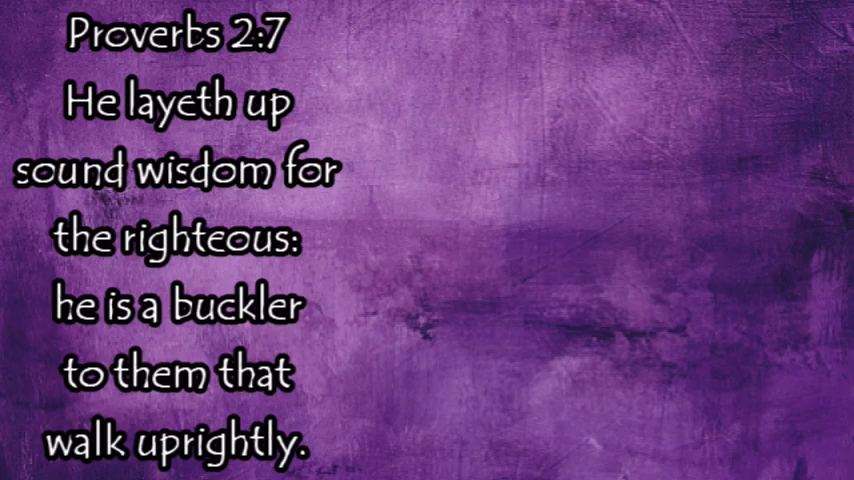 Proverbs 2:7
He layeth up
sound wisdom for
the righteous:
he is a buckler
to them that
walk uprightly.